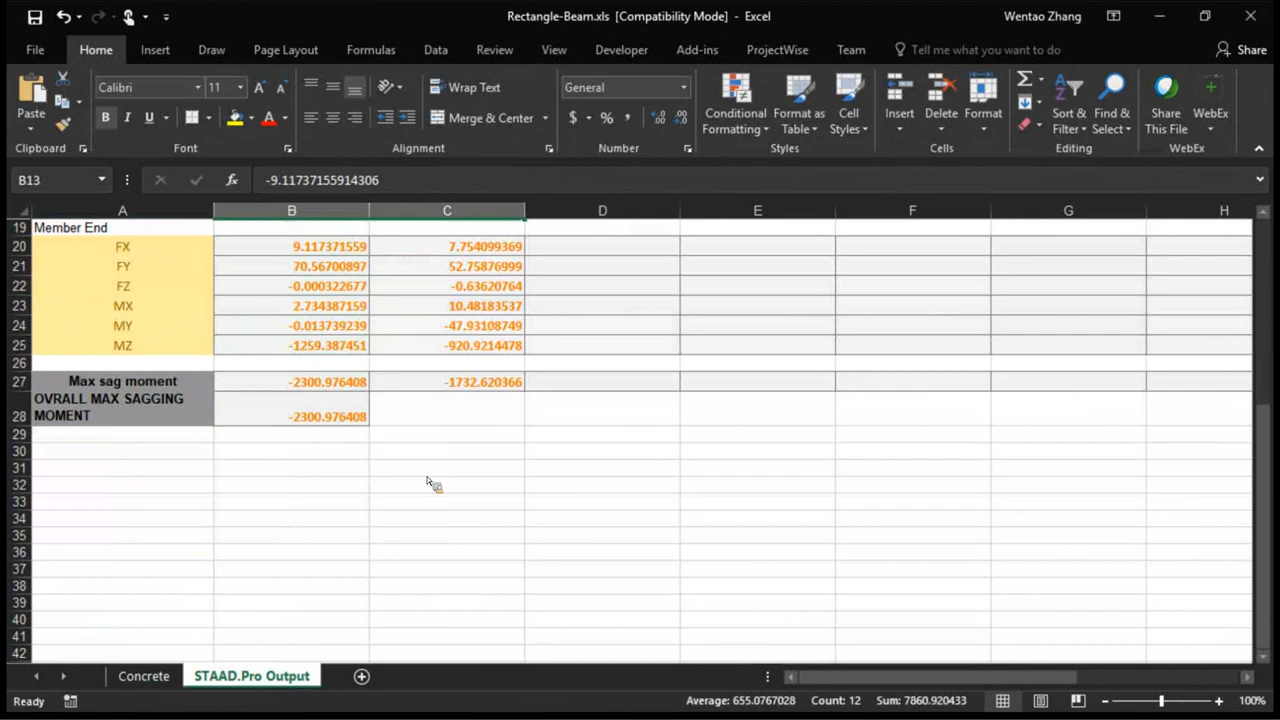 Rectangle-Beam.xls [Compatibility Mode] - Excel
Wentao Zhang
File Home Insert Draw Page Layout Formulas Data Review View Developer Add-ins ProjectWise Team Tell me what you want to do Share
Paste
Calibri 11
B I U
A A
A
Wrap Text
Merge & Center
General
$ % ,
Conditional Formatting
Format as Table
Cell Styles
Insert
Delete
Format
Σ
Sort & Filter
Find & Select
Share This File
WebEx
Clipboard Font Alignment Number Styles Cells Editing WebEx
B13 fx -9.11737155914306
A B C D E F G H
19 Member End
20 FX 9.117371559 7.754099369
21 FY 70.56700897 52.75876999
22 FZ -0.000322677 -0.63620764
23 MX 2.734387159 10.48183537
24 MY -0.013739239 -47.93108749
25 MZ -1259.387451 -920.9214478
26
27 Max sag moment -2300.976408 -1732.620366
OVRALL MAX SAGGING
28 MOMENT -2300.976408
29
30
31
32
33
34
35
36
37
38
39
40
41
42
Concrete STAAD.Pro Output
Ready Average: 655.0767028 Count: 12 Sum: 7860.920433 100%